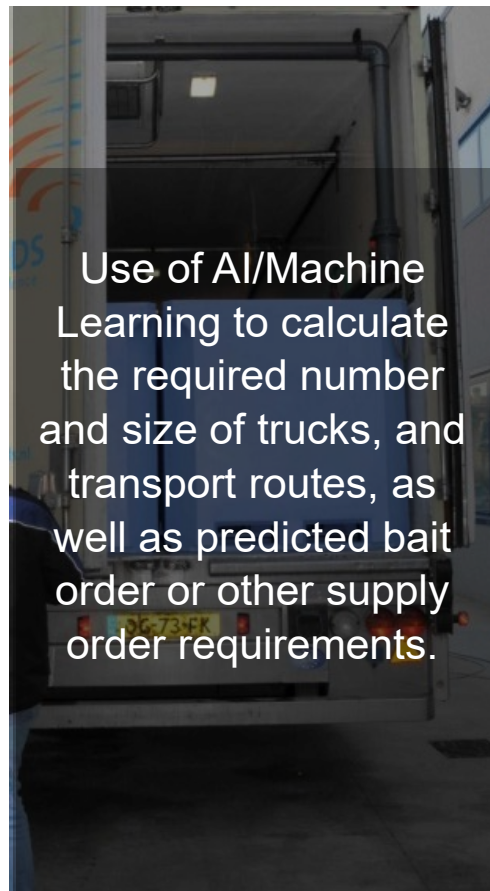 DS
Use of AI/Machine
Learning to calculate
the required number
and size of trucks, and
transport routes, as
well as predicted bait
order or other supply
order requirements.